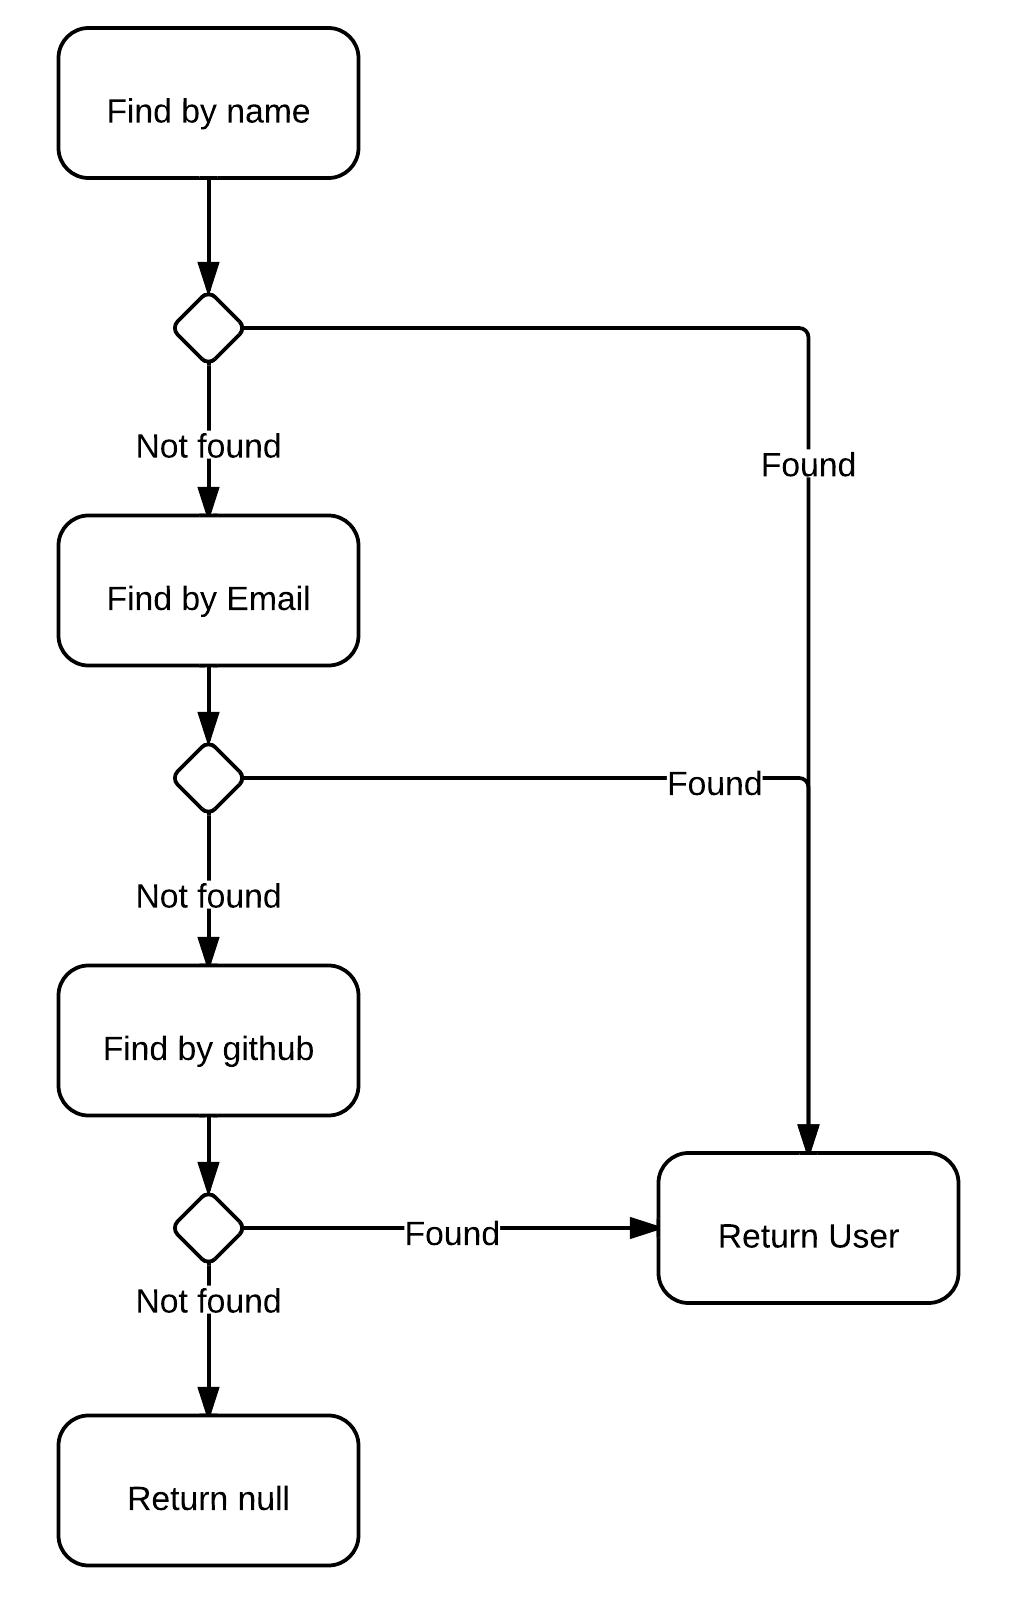 Find by name
Not found
Found
Find by Email
Found
Not found
Find by github
Found
Return User
Not found
Return null